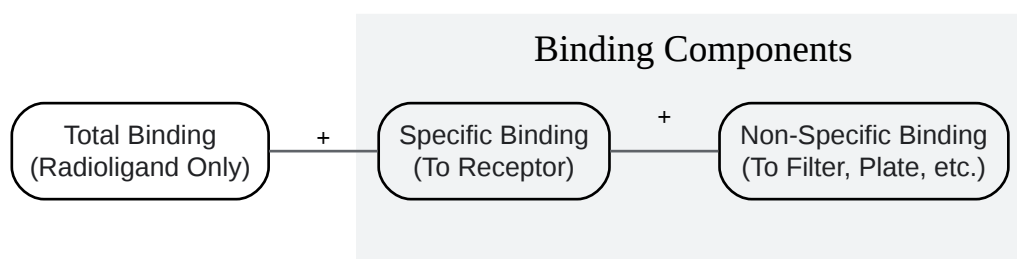 Binding Components
Total Binding
(Radioligand Only)
+
Specific Binding
(To Receptor)
+
Non-Specific Binding
(To Filter, Plate, etc.)